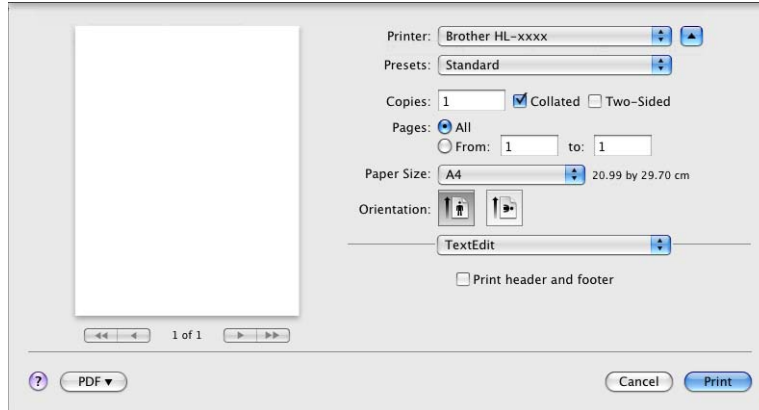 Printer: Brother HL-xxxx
Presets: Standard
Copies: 1 Collated Two-Sided
Pages: All
From: 1 to: 1
Paper Size: A4 20.99 by 29.70 cm
Orientation:
TextEdit
Print header and footer
1 of 1
? PDF▼ Cancel Print